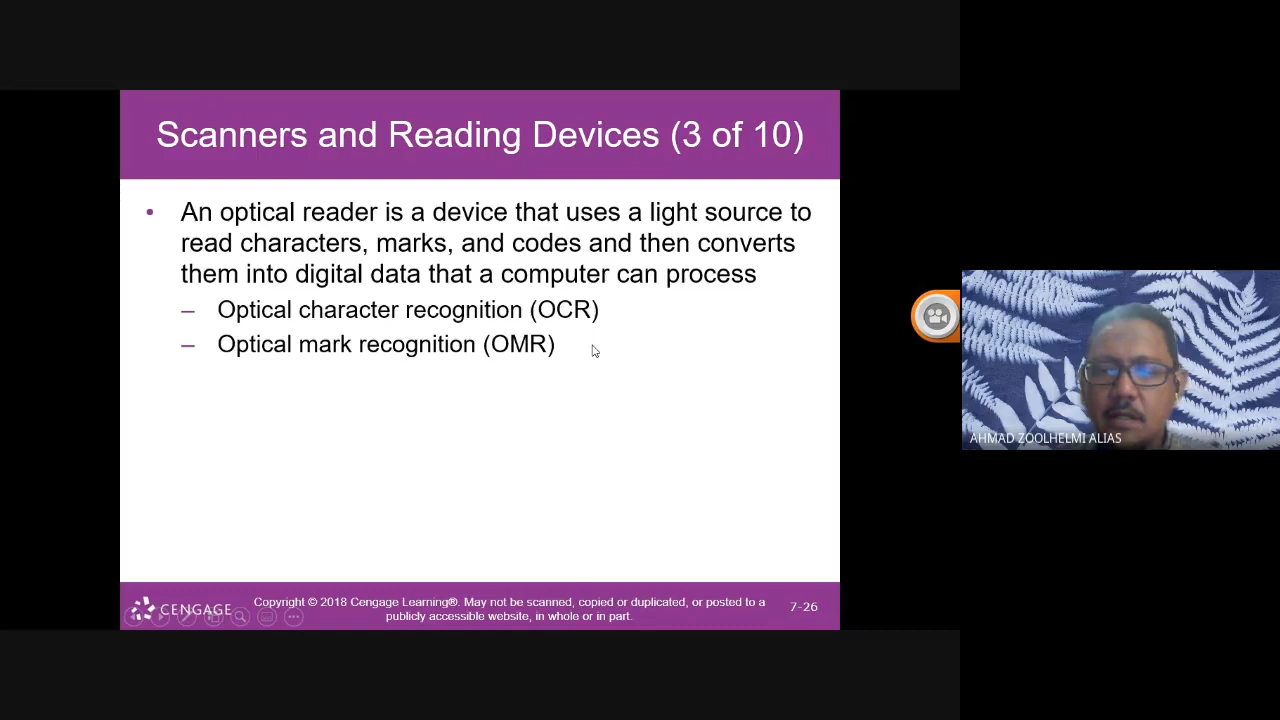 Scanners and Reading Devices (3 of 10)
• An optical reader is a device that uses a light source to
read characters, marks, and codes and then converts
them into digital data that a computer can process
– Optical character recognition (OCR)
– Optical mark recognition (OMR)
AHMAD ZOOLHELMI ALIAS
CENGAGE
Copyright © 2018 Cengage Learning®. May not be scanned, copied or duplicated, or posted to a
publicly accessible website, in whole or in part.
7-26